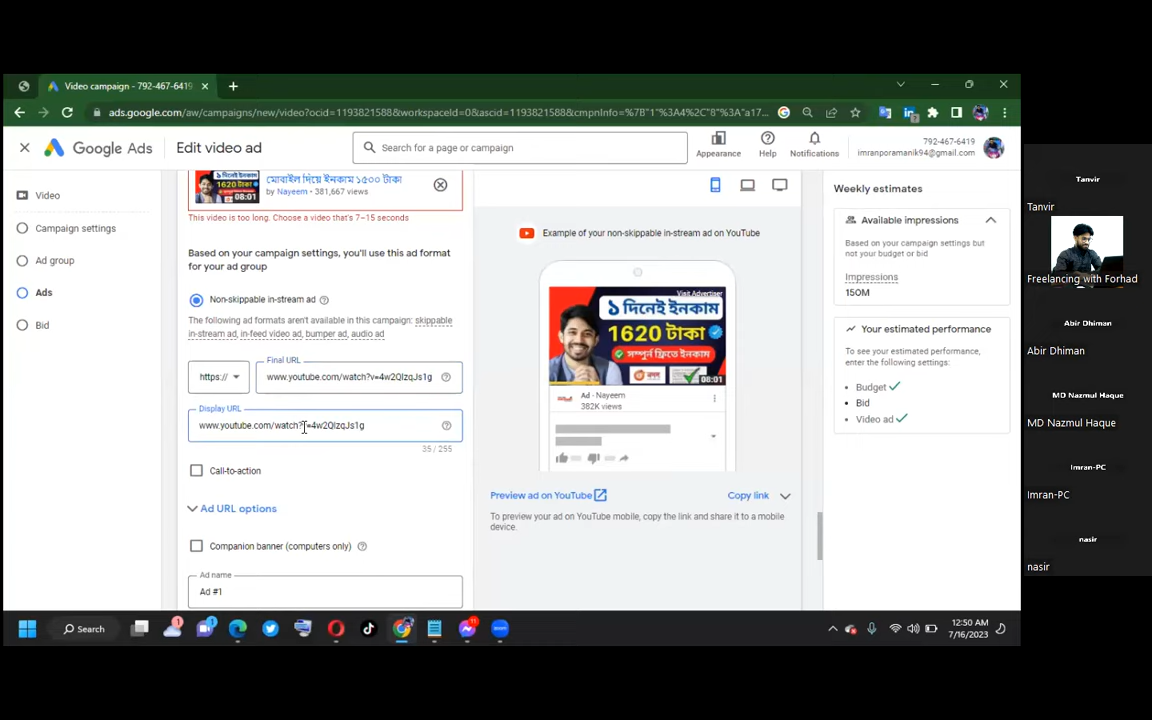 Video campaign - 792-467-6419
ads.google.com/aw/campaigns/new/video?ocid=1193821588&workspaceId=0&ascid=1193821588&cmpnInfo=%7B"1"%3A4%2C"8"%3A"a17...
Google Ads
Edit video ad
Search for a page or campaign
Appearance
Help
Notifications
792-467-6419
imranporamanik94@gmail.com
Video
Campaign settings
Ad group
Ads
Bid
1620 টাকা
08:01
মোবাইল দিয়ে ইনকাম ১৫০০ টাকা
by Nayeem • 381,667 views
This video is too long. Choose a video that's 7–15 seconds
Based on your campaign settings, you'll use this ad format
for your ad group
Non-skippable in-stream ad
The following ad formats aren't available in this campaign: skippable
in-stream ad, in-feed video ad, bumper ad, audio ad
https://
Final URL
www.youtube.com/watch?v=4w2QIzqJs1g
Display URL
www.youtube.com/watch?v=4w2QIzqJs1g
35 / 255
Call-to-action
Ad URL options
Companion banner (computers only)
Ad name
Ad #1
Example of your non-skippable in-stream ad on YouTube
Visit Advertiser
১ দিনেই ইনকাম
1620 টাকা
সম্পূর্ন ফ্রিতে ইনকাম
08:01
Ad · Nayeem
382K views
Preview ad on YouTube
Copy link
To preview your ad on YouTube mobile, copy the link and share it to a mobile
device.
Weekly estimates
Available impressions
Based on your campaign settings but
not your budget or bid
Impressions
150M
Your estimated performance
To see your estimated performance,
enter the following settings:
• Budget
• Bid
• Video ad
Search
12:50 AM
7/16/2023
Tanvir
Tanvir
Freelancing with Forhad
Abir Dhiman
Abir Dhiman
MD Nazmul Haque
MD Nazmul Haque
Imran-PC
Imran-PC
nasir
nasir